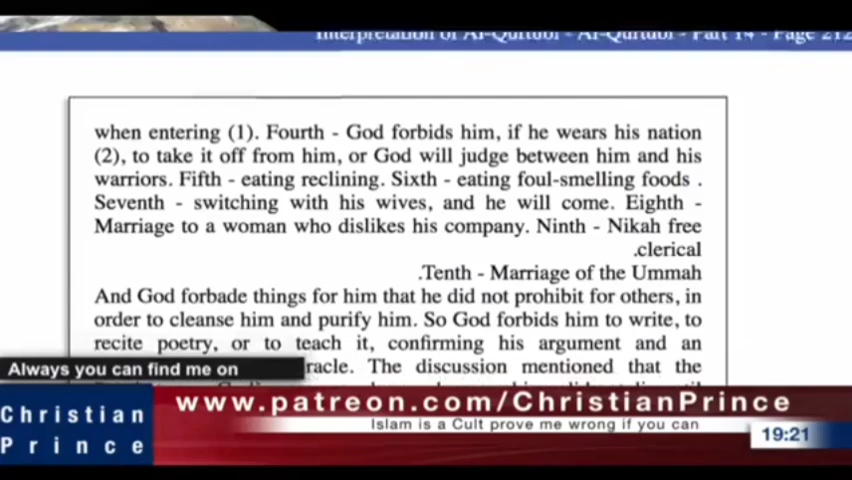 Interpretation of Al-Qurtubi - Al-Qurtubi - Part 14 - Page 212
when entering (1). Fourth - God forbids him, if he wears his nation
(2), to take it off from him, or God will judge between him and his
warriors. Fifth - eating reclining. Sixth - eating foul-smelling foods .
Seventh - switching with his wives, and he will come. Eighth -
Marriage to a woman who dislikes his company. Ninth - Nikah free
.clerical
.Tenth - Marriage of the Ummah
And God forbade things for him that he did not prohibit for others, in
order to cleanse him and purify him. So God forbids him to write, to
recite poetry, or to teach it, confirming his argument and an
racle. The discussion mentioned that the
Always you can find me on
www.patreon.com/ChristianPrince
Christian
Prince
Islam is a Cult prove me wrong if you can
19:21